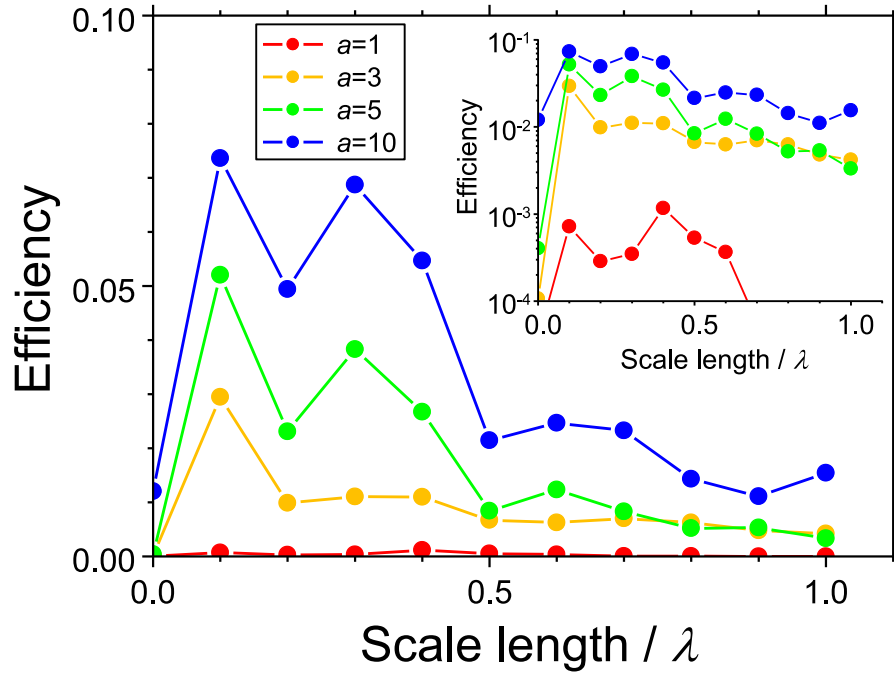 0.10
0.05
0.00
Efficiency
0.0
0.5
1.0
Scale length / λ
a=1
a=3
a=5
a=10
10⁻¹
10⁻²
10⁻³
10⁻⁴
Efficiency
0.0
0.5
1.0
Scale length / λ